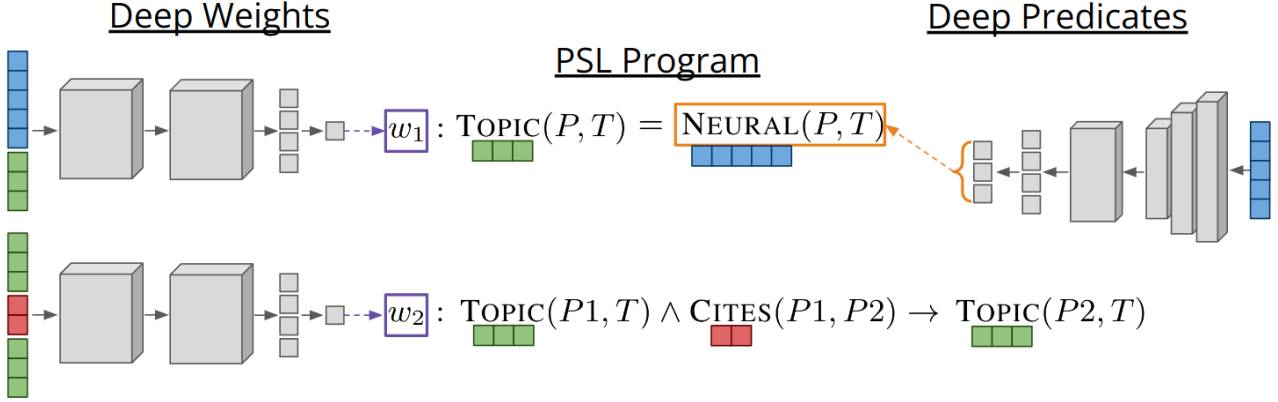 Deep Weights
Deep Predicates
PSL Program
w₁ : TOPIC(P, T) = NEURAL(P, T)
w₂ : TOPIC(P1, T) ∧ CITES(P1, P2) → TOPIC(P2, T)